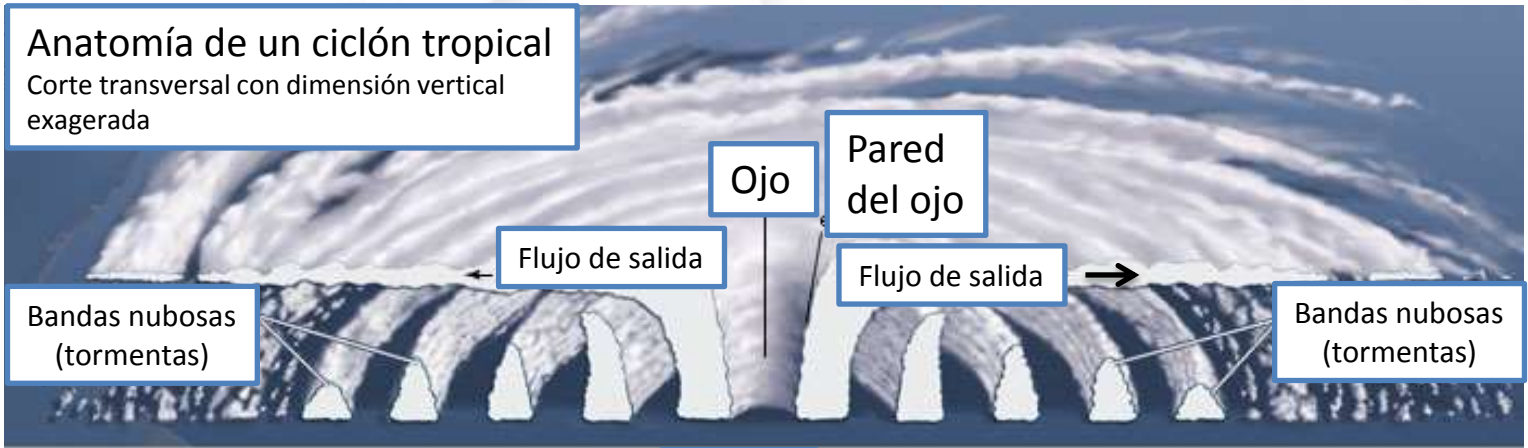 Anatomía de un ciclón tropical
Corte transversal con dimensión vertical
exagerada
Ojo
Pared
del ojo
Flujo de salida
Flujo de salida
Bandas nubosas
(tormentas)
Bandas nubosas
(tormentas)